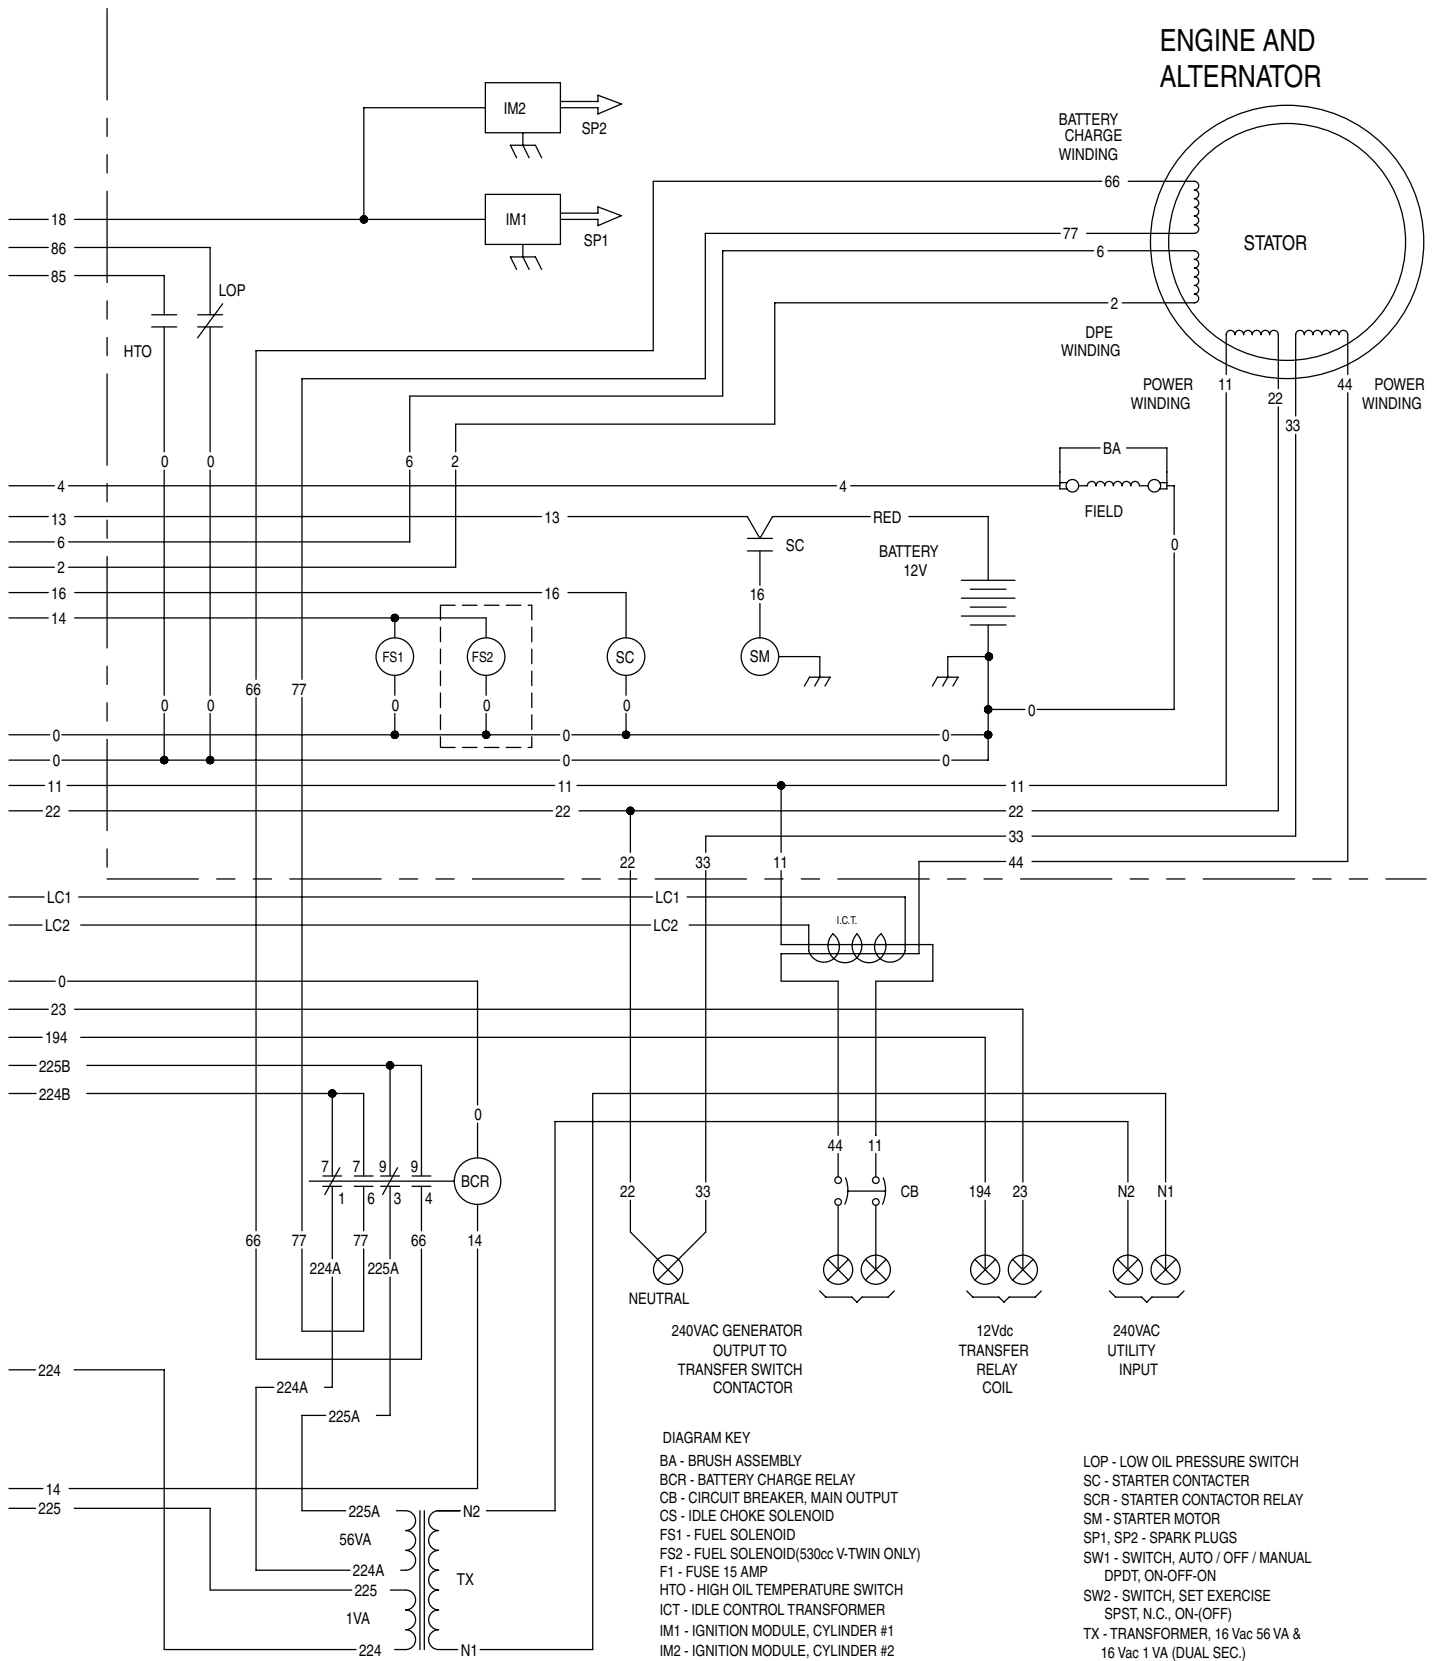 ENGINE AND
ALTERNATOR
IM2
SP2
BATTERY
CHARGE
WINDING
66
18
IM1
SP1
77
STATOR
86
6
85
LOP
2
HTO
DPE
WINDING
POWER
WINDING
11
22
33
44
POWER
WINDING
BA
0
0
6
2
4
4
FIELD
13
13
RED
SC
BATTERY
12V
0
6
2
16
16
16
14
FS1
FS2
SC
SM
66
77
0
0
0
0
0
0
0
0
0
0
0
0
11
11
11
22
22
22
33
22
33
11
44
LC1
LC1
LC2
LC2
I.C.T.
0
23
194
225B
224B
0
44
11
7
7
9
9
BCR
1
6
3
4
22
33
CB
194
23
N2
N1
66
77
77
66
14
224A
225A
NEUTRAL
240VAC GENERATOR
OUTPUT TO
TRANSFER SWITCH
CONTACTOR
12Vdc
TRANSFER
RELAY
COIL
240VAC
UTILITY
INPUT
224
224A
225A
14
225
225A
N2
56VA
224A
TX
225
1VA
224
N1
DIAGRAM KEY
BA - BRUSH ASSEMBLY
BCR - BATTERY CHARGE RELAY
CB - CIRCUIT BREAKER, MAIN OUTPUT
CS - IDLE CHOKE SOLENOID
FS1 - FUEL SOLENOID
FS2 - FUEL SOLENOID(530cc V-TWIN ONLY)
F1 - FUSE 15 AMP
HTO - HIGH OIL TEMPERATURE SWITCH
ICT - IDLE CONTROL TRANSFORMER
IM1 - IGNITION MODULE, CYLINDER #1
IM2 - IGNITION MODULE, CYLINDER #2
LOP - LOW OIL PRESSURE SWITCH
SC - STARTER CONTACTER
SCR - STARTER CONTACTOR RELAY
SM - STARTER MOTOR
SP1, SP2 - SPARK PLUGS
SW1 - SWITCH, AUTO / OFF / MANUAL
DPDT, ON-OFF-ON
SW2 - SWITCH, SET EXERCISE
SPST, N.C., ON-(OFF)
TX - TRANSFORMER, 16 Vac 56 VA &
16 Vac 1 VA (DUAL SEC.)